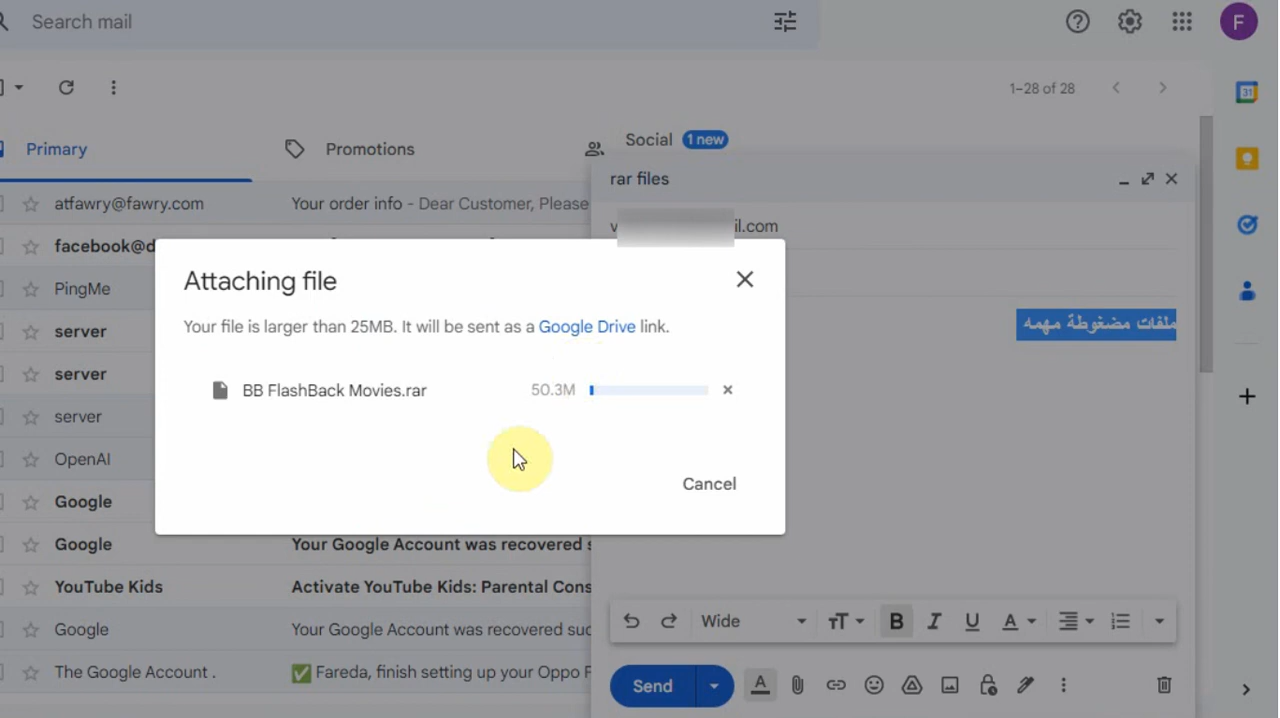 Search mail
F
1–28 of 28
31
Primary
Promotions
Social 1 new
rar files
il.com
atfawry@fawry.com Your order info - Dear Customer, Please
facebook@d
PingMe
server
server
server
OpenAI
Google
Google Your Google Account was recovered s
YouTube Kids Activate YouTube Kids: Parental Cons
Google Your Google Account was recovered suc
The Google Account . ✅ Fareda, finish setting up your Oppo
Attaching file
Your file is larger than 25MB. It will be sent as a Google Drive link.
BB FlashBack Movies.rar 50.3M
Cancel
ملفات مضغوطة مهمه
Wide
B I U A
Send
A